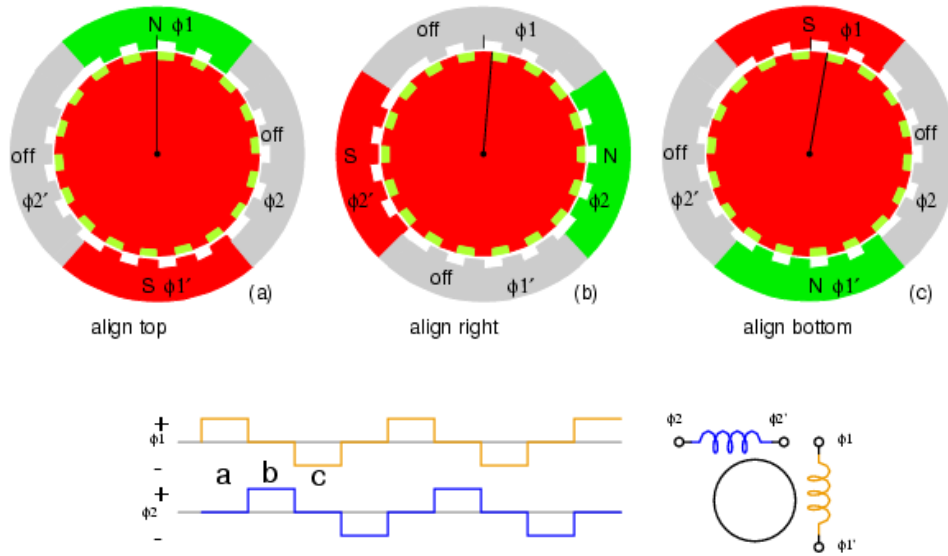 N ϕ1
off
off
ϕ2′
ϕ2
S ϕ1′
(a)
align top
off
ϕ1
S
N
ϕ2′
ϕ2
off
ϕ1′
(b)
align right
S
ϕ1
off
off
ϕ2′
ϕ2
N ϕ1′
(c)
align bottom
+
ϕ1
-
a b c
+
ϕ2
-
ϕ2 ϕ2'
ϕ1
ϕ1'